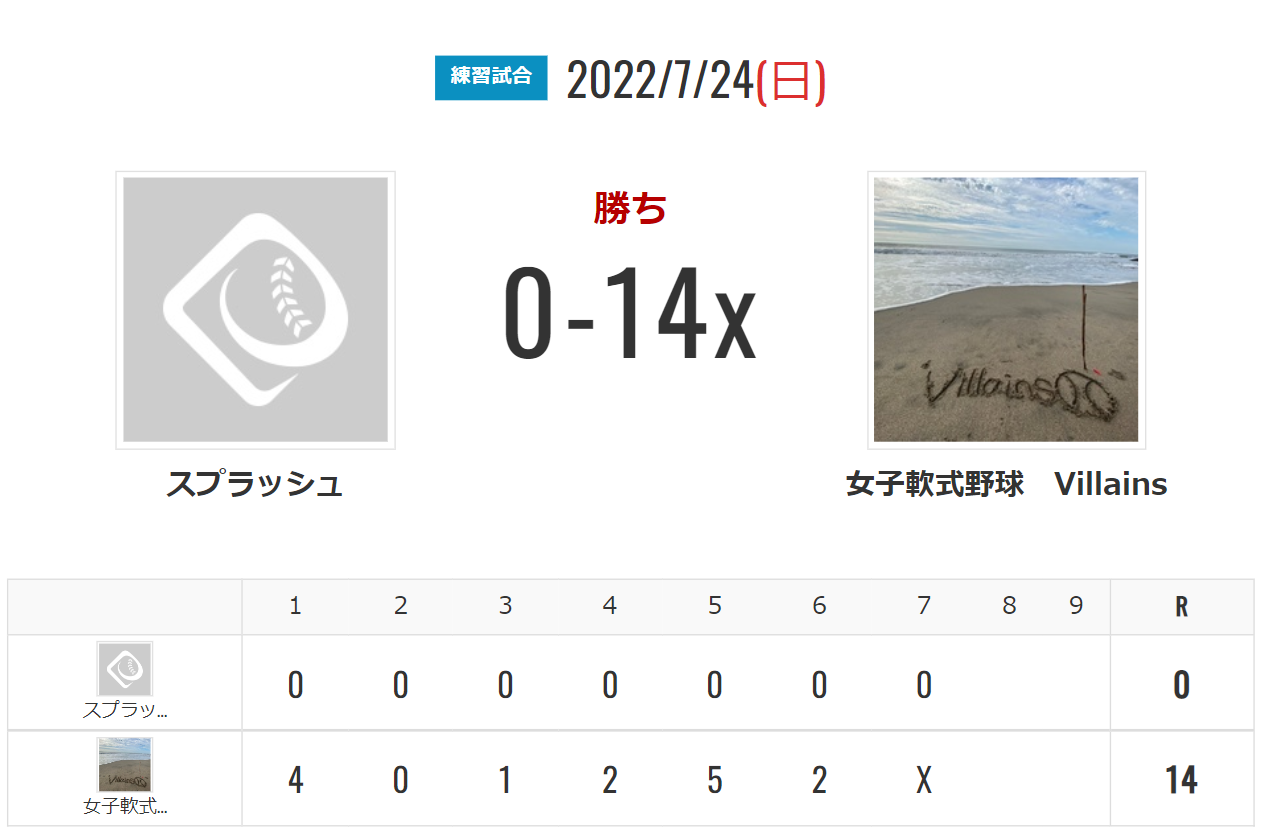 練習試合 2022/7/24(日)
勝ち
0-14x
Villains
スプラッシュ
女子軟式野球　Villains
1 2 3 4 5 6 7 8 9 R
0 0 0 0 0 0 0 0
スプラッ...
4 0 1 2 5 2 X 14
女子軟式...